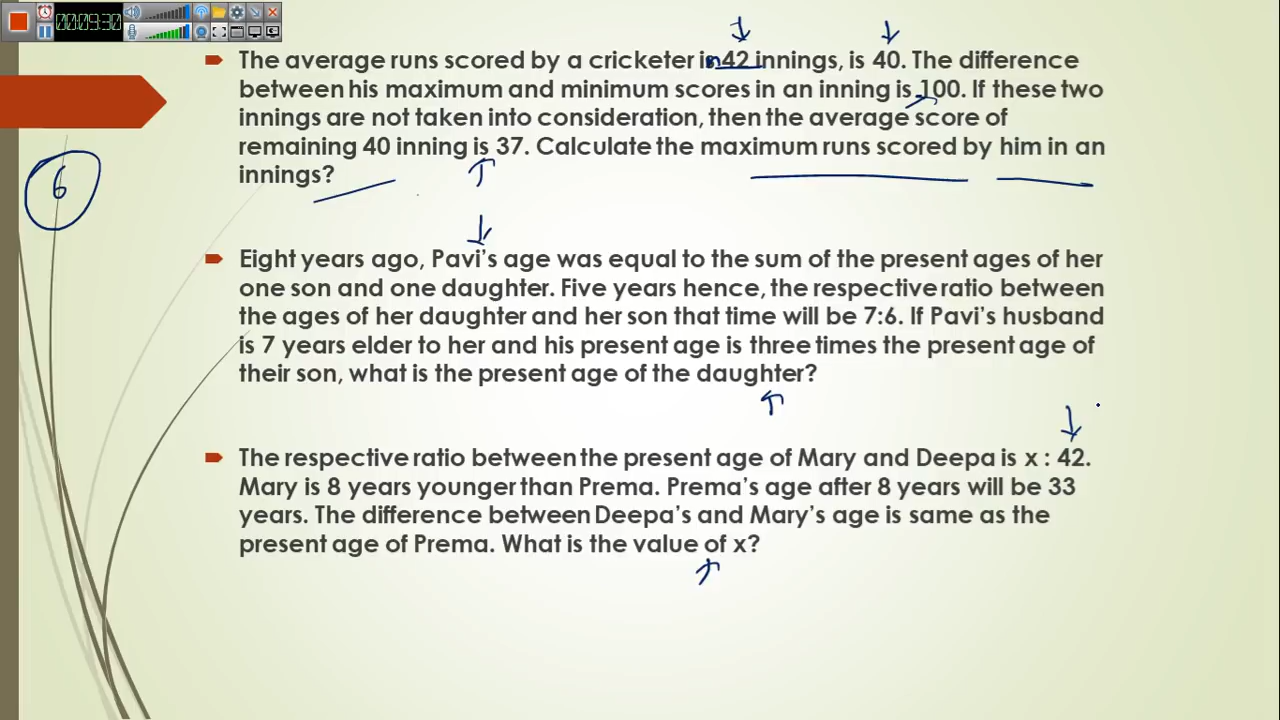 00:09:30
The average runs scored by a cricketer in 42 innings, is 40. The difference
between his maximum and minimum scores in an inning is 100. If these two
innings are not taken into consideration, then the average score of
remaining 40 inning is 37. Calculate the maximum runs scored by him in an
innings?
6
Eight years ago, Pavi's age was equal to the sum of the present ages of her
one son and one daughter. Five years hence, the respective ratio between
the ages of her daughter and her son that time will be 7:6. If Pavi's husband
is 7 years elder to her and his present age is three times the present age of
their son, what is the present age of the daughter?
The respective ratio between the present age of Mary and Deepa is x : 42.
Mary is 8 years younger than Prema. Prema's age after 8 years will be 33
years. The difference between Deepa's and Mary's age is same as the
present age of Prema. What is the value of x?